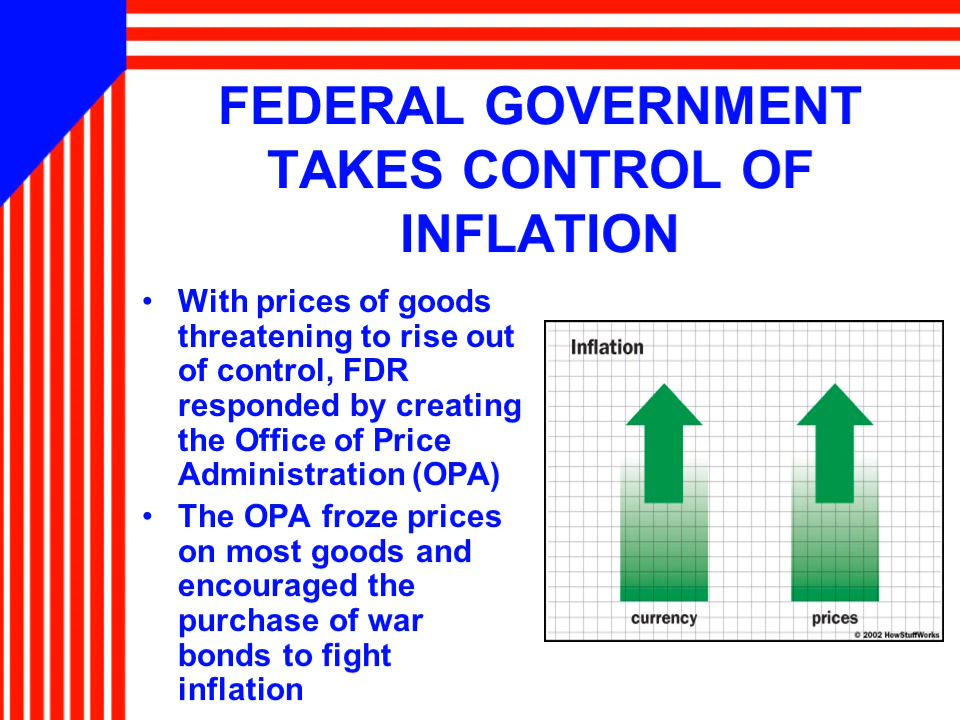 FEDERAL GOVERNMENT
TAKES CONTROL OF
INFLATION
• With prices of goods
threatening to rise out
of control, FDR
responded by creating
the Office of Price
Administration (OPA)
• The OPA froze prices
on most goods and
encouraged the
purchase of war
bonds to fight
inflation
Inflation
currency prices
© 2002 HowStuffWorks